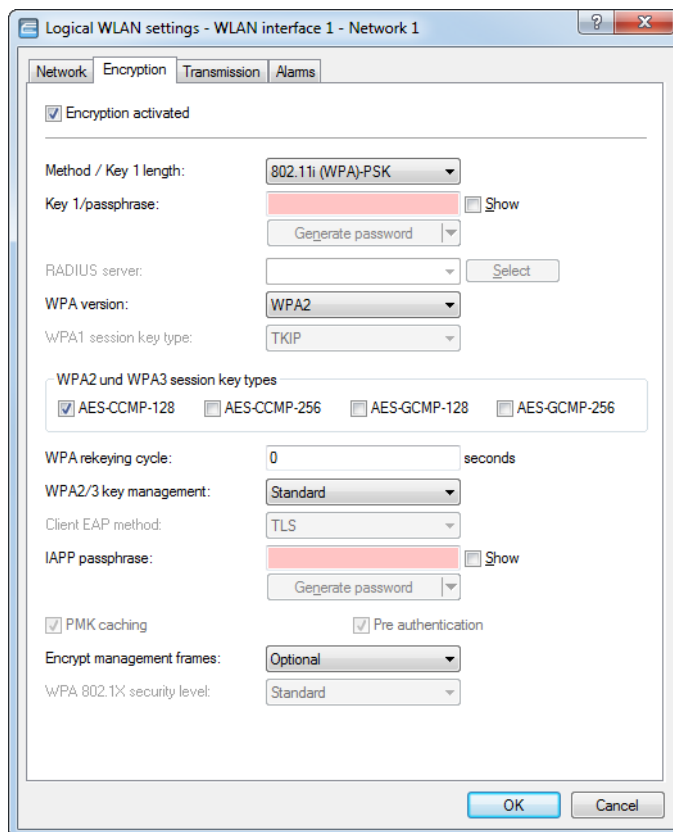 Logical WLAN settings - WLAN interface 1 - Network 1
Network Encryption Transmission Alarms
Encryption activated
Method / Key 1 length: 802.11i (WPA)-PSK
Key 1/passphrase: Show
Generate password
RADIUS server: Select
WPA version: WPA2
WPA1 session key type: TKIP
WPA2 und WPA3 session key types
AES-CCMP-128 AES-CCMP-256 AES-GCMP-128 AES-GCMP-256
WPA rekeying cycle: 0 seconds
WPA2/3 key management: Standard
Client EAP method: TLS
IAPP passphrase: Show
Generate password
PMK caching Pre authentication
Encrypt management frames: Optional
WPA 802.1X security level: Standard
OK Cancel